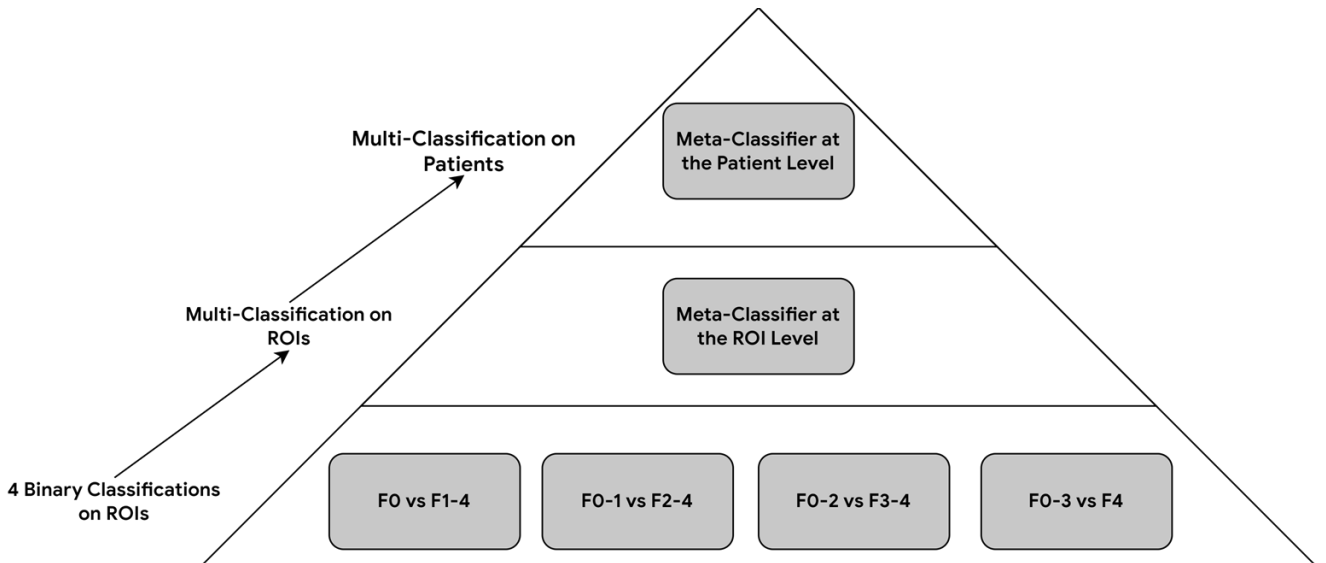 Multi-Classification on
Patients
Meta-Classifier at
the Patient Level
Multi-Classification on
ROIs
Meta-Classifier at
the ROI Level
4 Binary Classifications
on ROIs
F0 vs F1-4
F0-1 vs F2-4
F0-2 vs F3-4
F0-3 vs F4